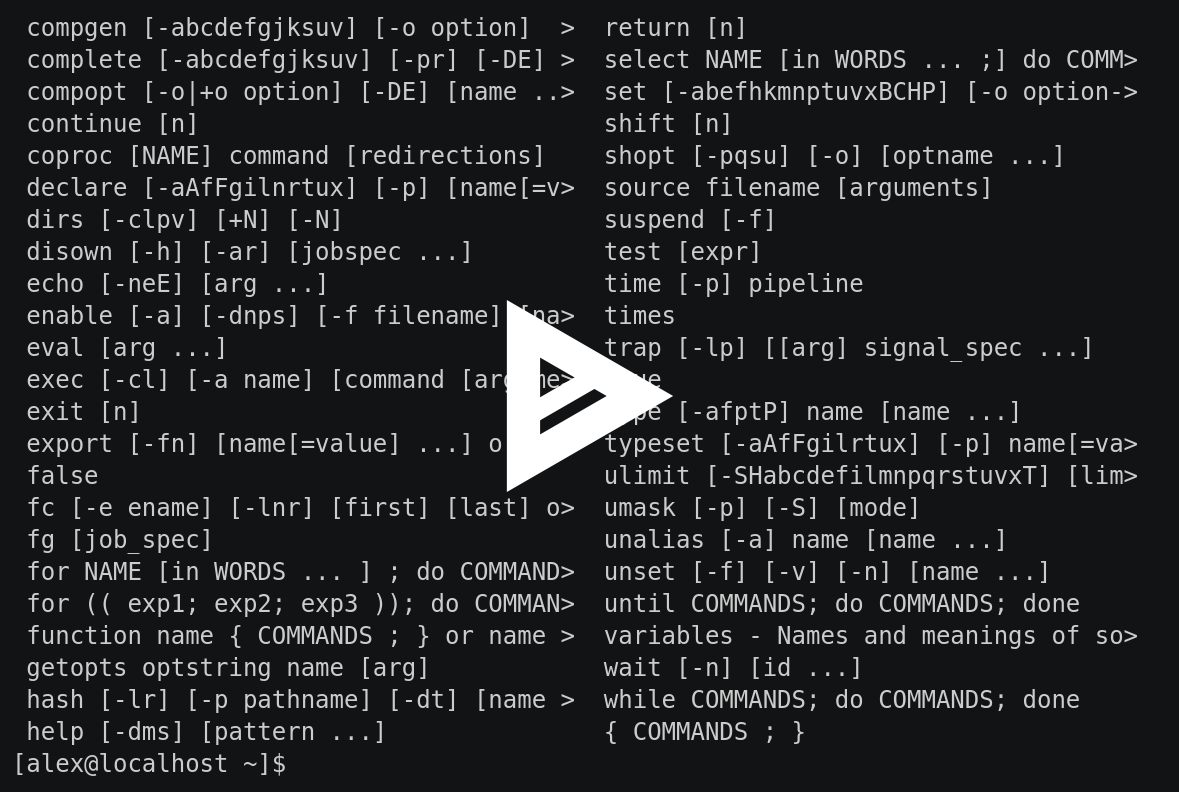 compgen [-abcdefgjksuv] [-o option]  >  return [n]
complete [-abcdefgjksuv] [-pr] [-DE] >  select NAME [in WORDS ... ;] do COMM>
compopt [-o|+o option] [-DE] [name ..>  set [-abefhkmnptuvxBCHP] [-o option->
continue [n]  shift [n]
coproc [NAME] command [redirections]  shopt [-pqsu] [-o] [optname ...]
declare [-aAfFgilnrtux] [-p] [name[=v>  source filename [arguments]
dirs [-clpv] [+N] [-N]  suspend [-f]
disown [-h] [-ar] [jobspec ...]  test [expr]
echo [-neE] [arg ...]  time [-p] pipeline
enable [-a] [-dnps] [-f filename] [na>  times
eval [arg ...]  trap [-lp] [[arg] signal_spec ...]
exec [-cl] [-a name] [command
exit [n]  [-afptP] name [name ...]
export [-fn] [name[=value] ...] o  typeset [-aAfFgilrtux] [-p] name[=va>
false  ulimit [-SHabcdefilmnpqrstuvxT] [lim>
fc [-e ename] [-lnr] [first] [last] o>  umask [-p] [-S] [mode]
fg [job_spec]  unalias [-a] name [name ...]
for NAME [in WORDS ... ] ; do COMMAND>  unset [-f] [-v] [-n] [name ...]
for (( exp1; exp2; exp3 )); do COMMAN>  until COMMANDS; do COMMANDS; done
function name { COMMANDS ; } or name >  variables - Names and meanings of so>
getopts optstring name [arg]  wait [-n] [id ...]
hash [-lr] [-p pathname] [-dt] [name >  while COMMANDS; do COMMANDS; done
help [-dms] [pattern ...]  { COMMANDS ; }
[alex@localhost ~]$